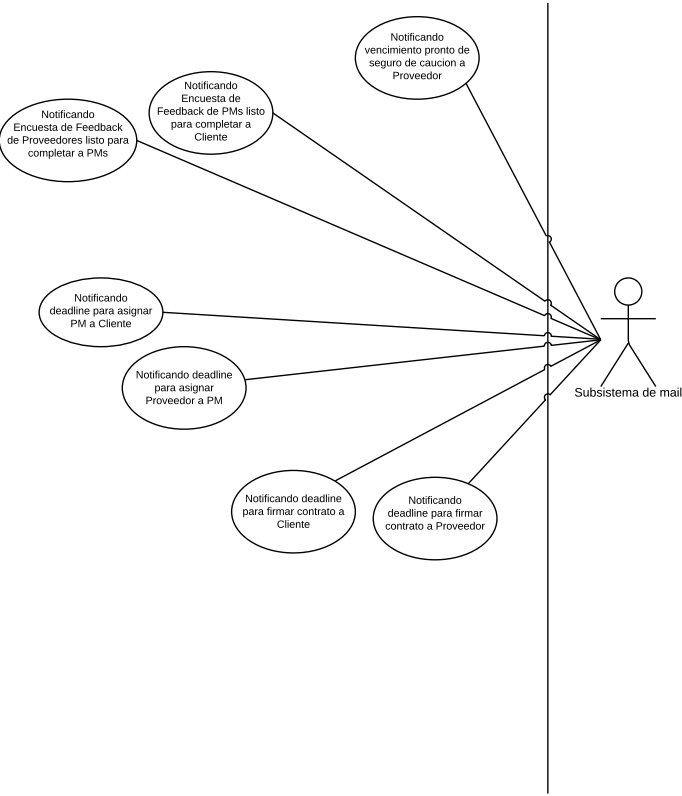 Notificando
vencimiento pronto de
seguro de caucion a
Proveedor
Notificando
Encuesta de
Feedback de PMs listo
para completar a
Cliente
Notificando
Encuesta de Feedback
de Proveedores listo para
completar a PMs
Notificando
deadline para asignar
PM a Cliente
Notificando deadline
para asignar
Proveedor a PM
Subsistema de mail
Notificando deadline
para firmar contrato a
Cliente
Notificando
deadline para firmar
contrato a Proveedor